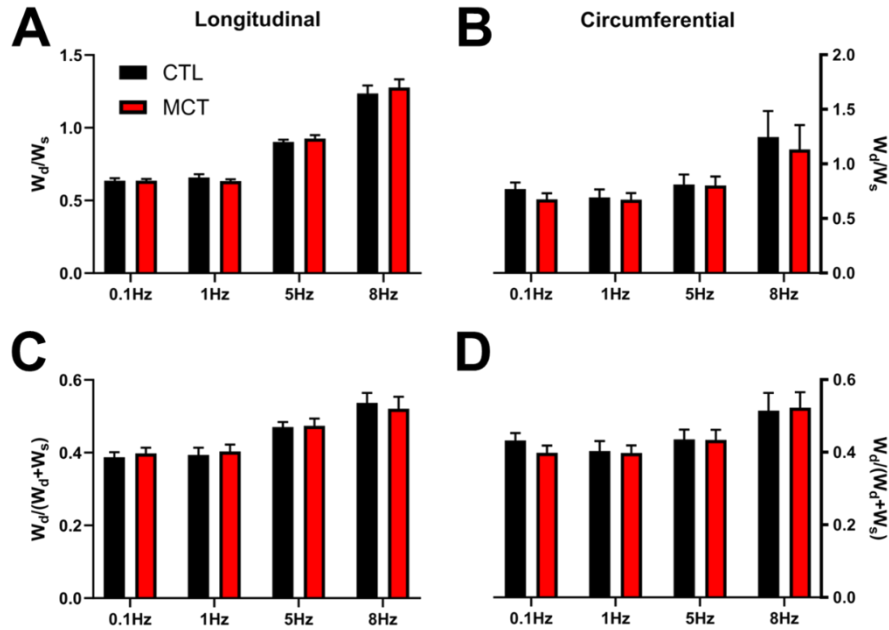 A
Longitudinal
1.5
1.0
0.5
0.0
Wd/Ws
CTL
MCT
0.1Hz 1Hz 5Hz 8Hz
B
Circumferential
2.0
1.5
1.0
0.5
0.0
Wd/Ws
0.1Hz 1Hz 5Hz 8Hz
C
0.6
0.4
0.2
0.0
Wd/(Wd+Ws)
0.1Hz 1Hz 5Hz 8Hz
D
0.6
0.4
0.2
0.0
Wd/(Wd+Ws)
0.1Hz 1Hz 5Hz 8Hz